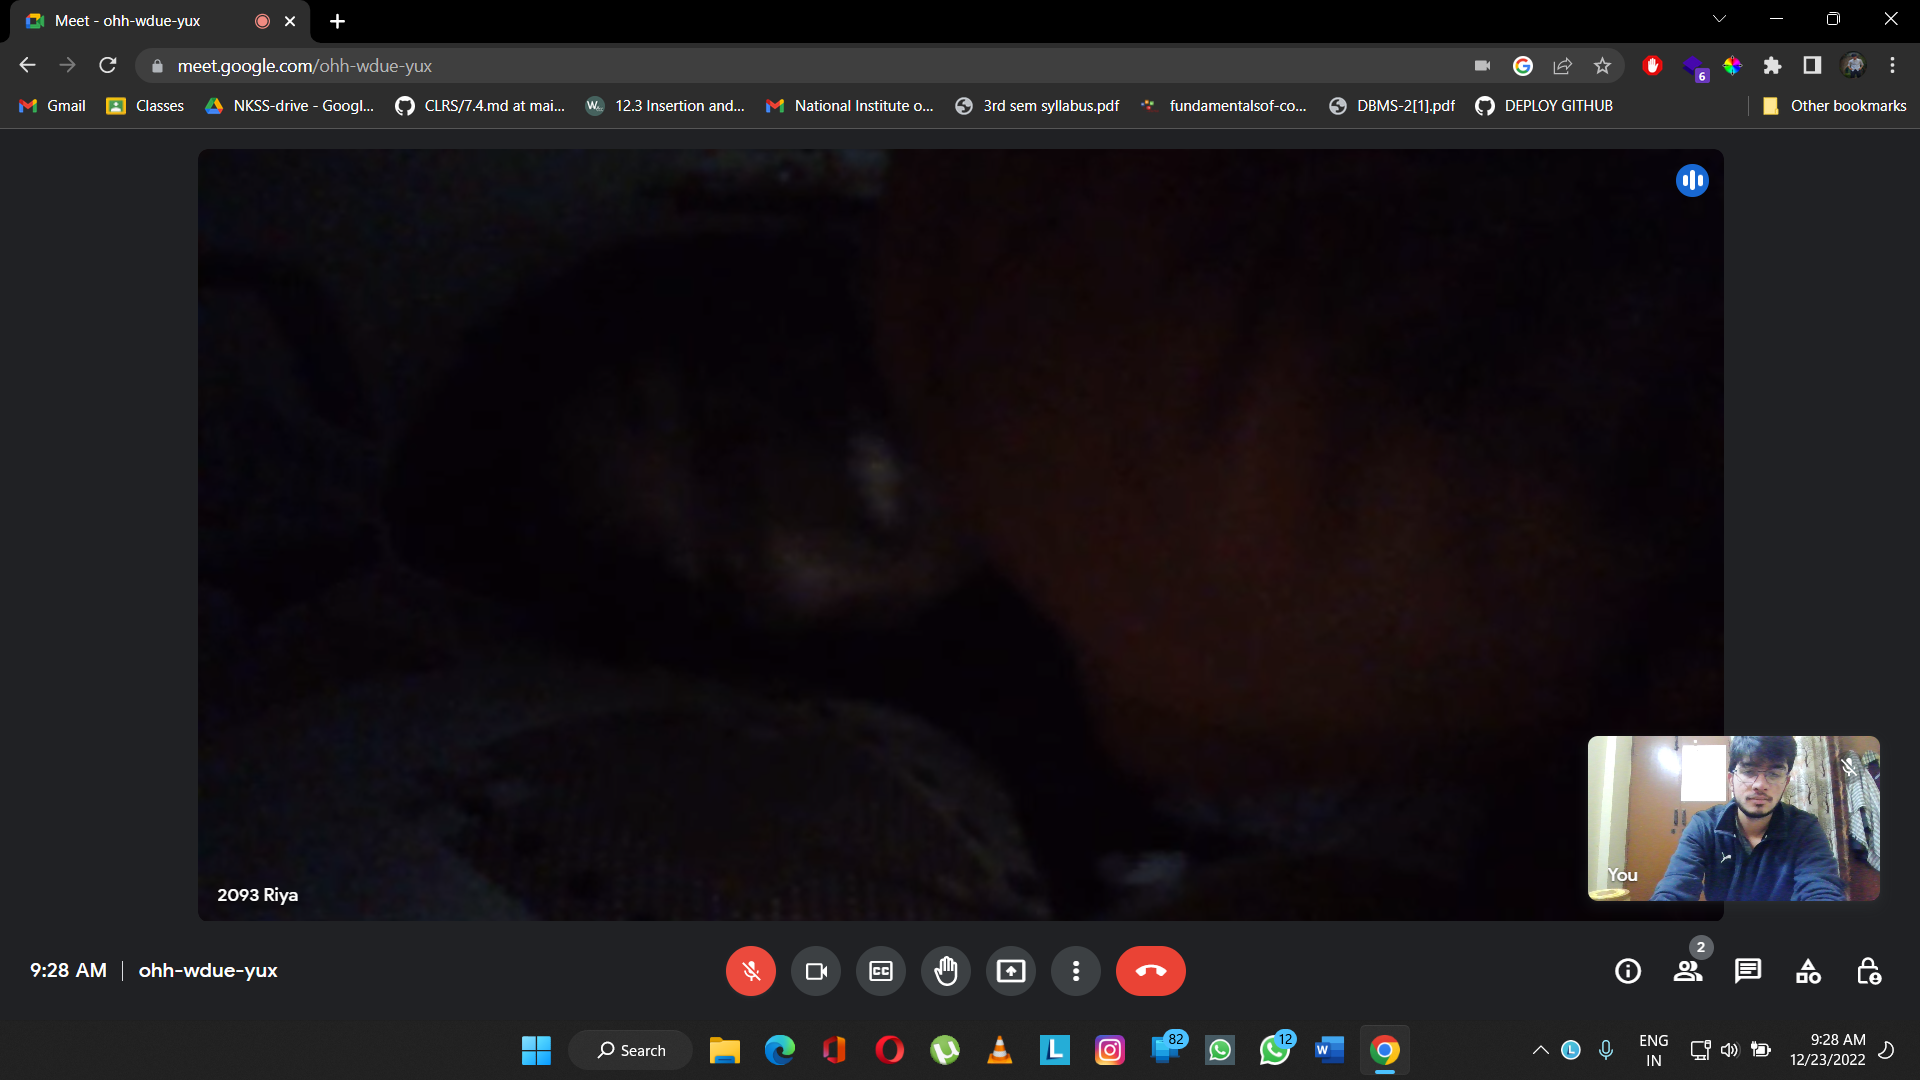 Meet - ohh-wdue-yux
meet.google.com/ohh-wdue-yux
6
Gmail
Classes
NKSS-drive - Googl...
CLRS/7.4.md at mai...
12.3 Insertion and...
National Institute o...
3rd sem syllabus.pdf
fundamentalsof-co...
DBMS-2[1].pdf
DEPLOY GITHUB
Other bookmarks
2093 Riya
You
9:28 AM | ohh-wdue-yux
CC
2
Search
82
12
ENG
IN
9:28 AM
12/23/2022